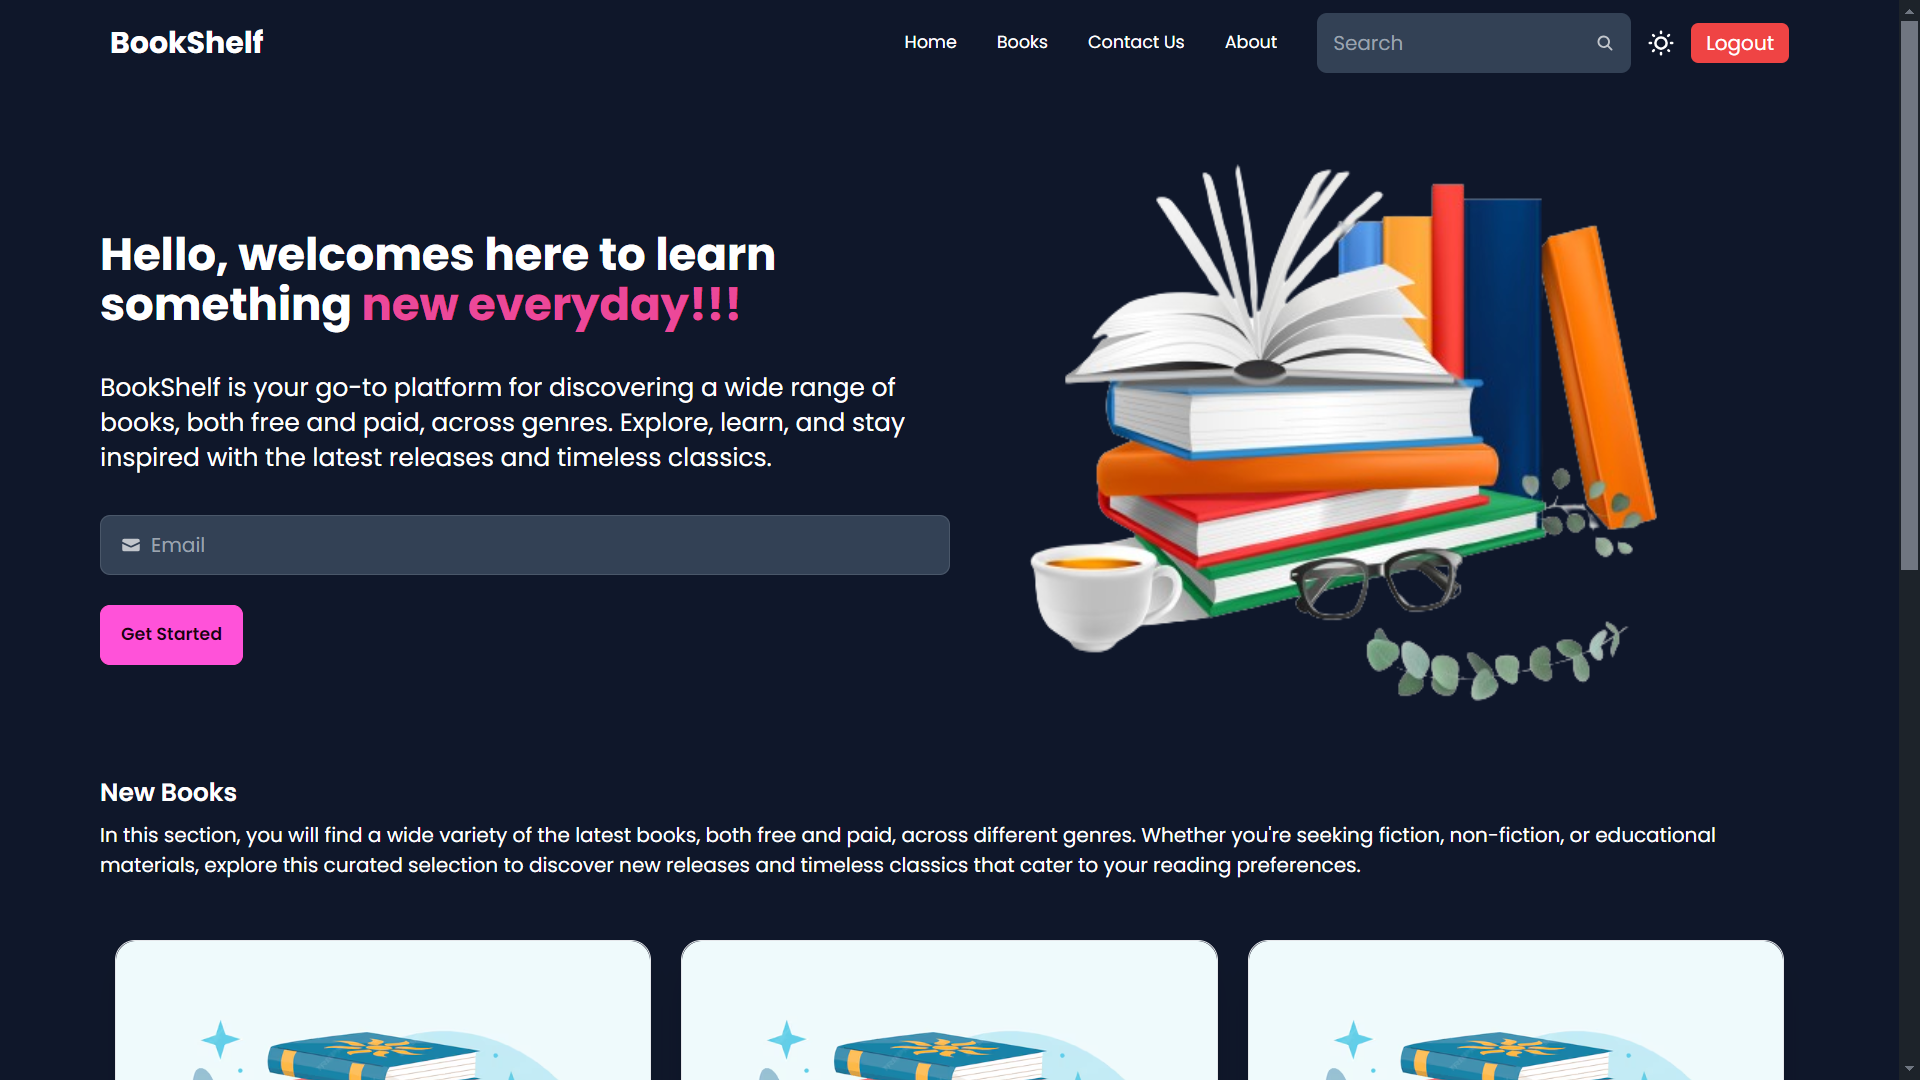 BookShelf
Home
Books
Contact Us
About
Search
Logout
Hello, welcomes here to learn
something new everyday!!!
BookShelf is your go-to platform for discovering a wide range of
books, both free and paid, across genres. Explore, learn, and stay
inspired with the latest releases and timeless classics.
Email
Get Started
New Books
In this section, you will find a wide variety of the latest books, both free and paid, across different genres. Whether you're seeking fiction, non-fiction, or educational
materials, explore this curated selection to discover new releases and timeless classics that cater to your reading preferences.